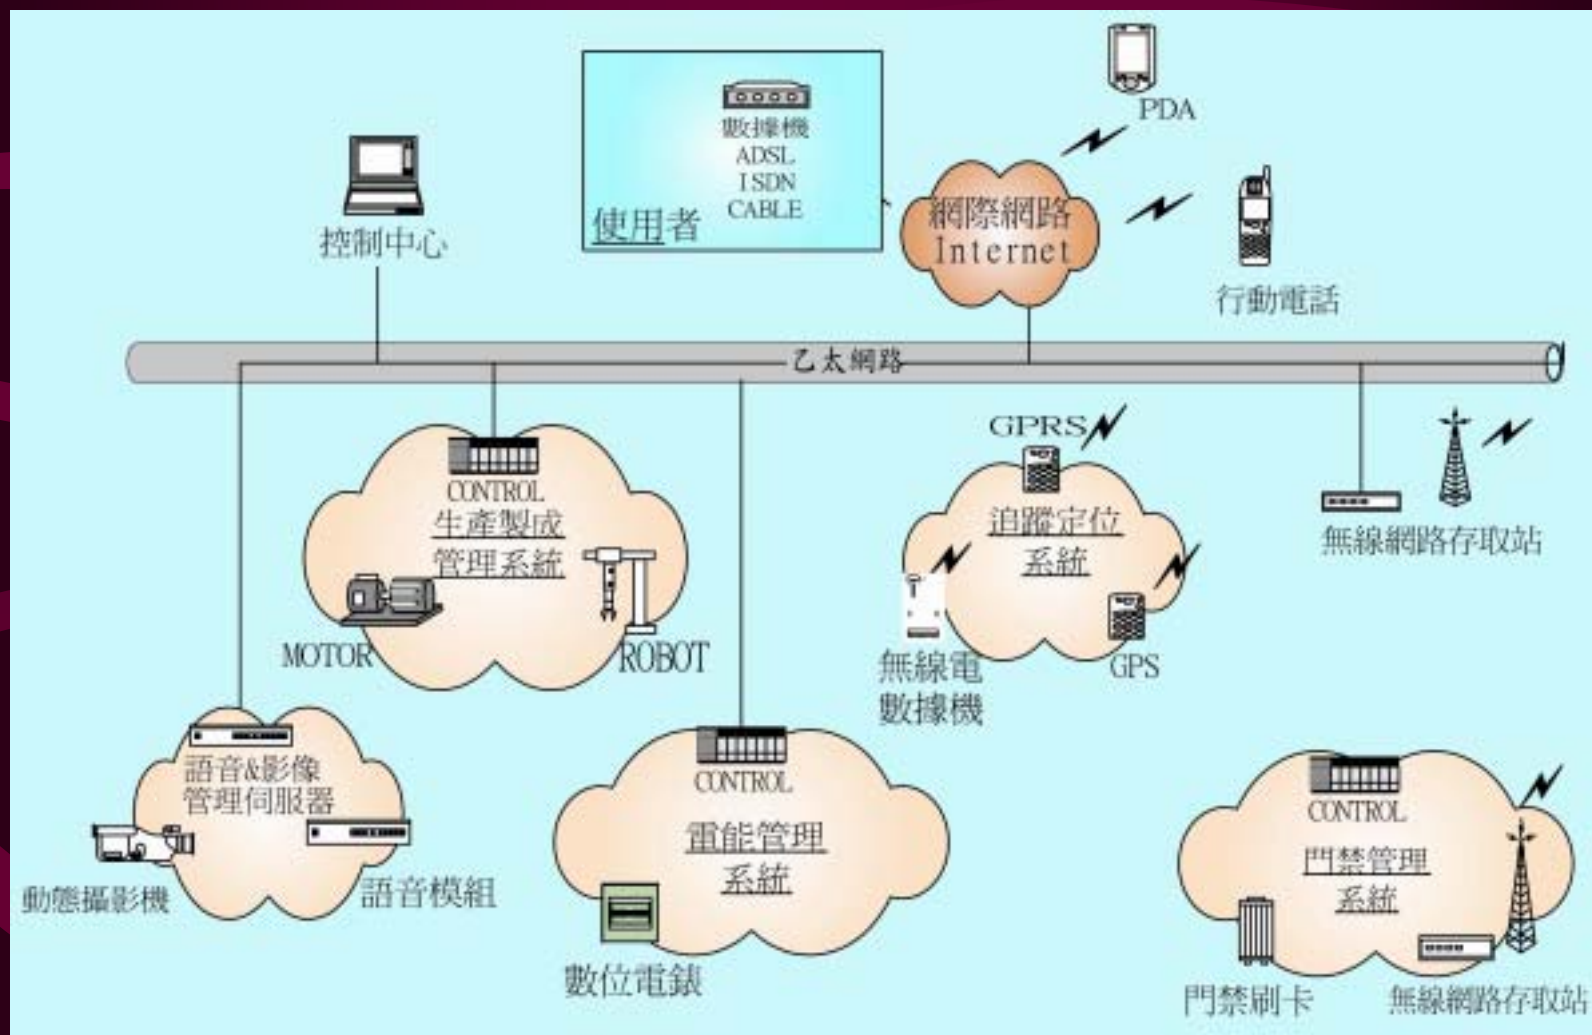 PDA
數據機
ADSL
ISDN
CABLE
使用者
控制中心
網際網路
Internet
行動電話
乙太網路
GPRS
CONTROL
生產製成
管理系統
MOTOR
ROBOT
追蹤定位
系統
無線電
數據機
GPS
無線網路存取站
語音&影像
管理伺服器
動態攝影機
語音模組
CONTROL
重能管理
系統
數位電錶
CONTROL
門禁管理
系統
門禁刷卡
無線網路存取站